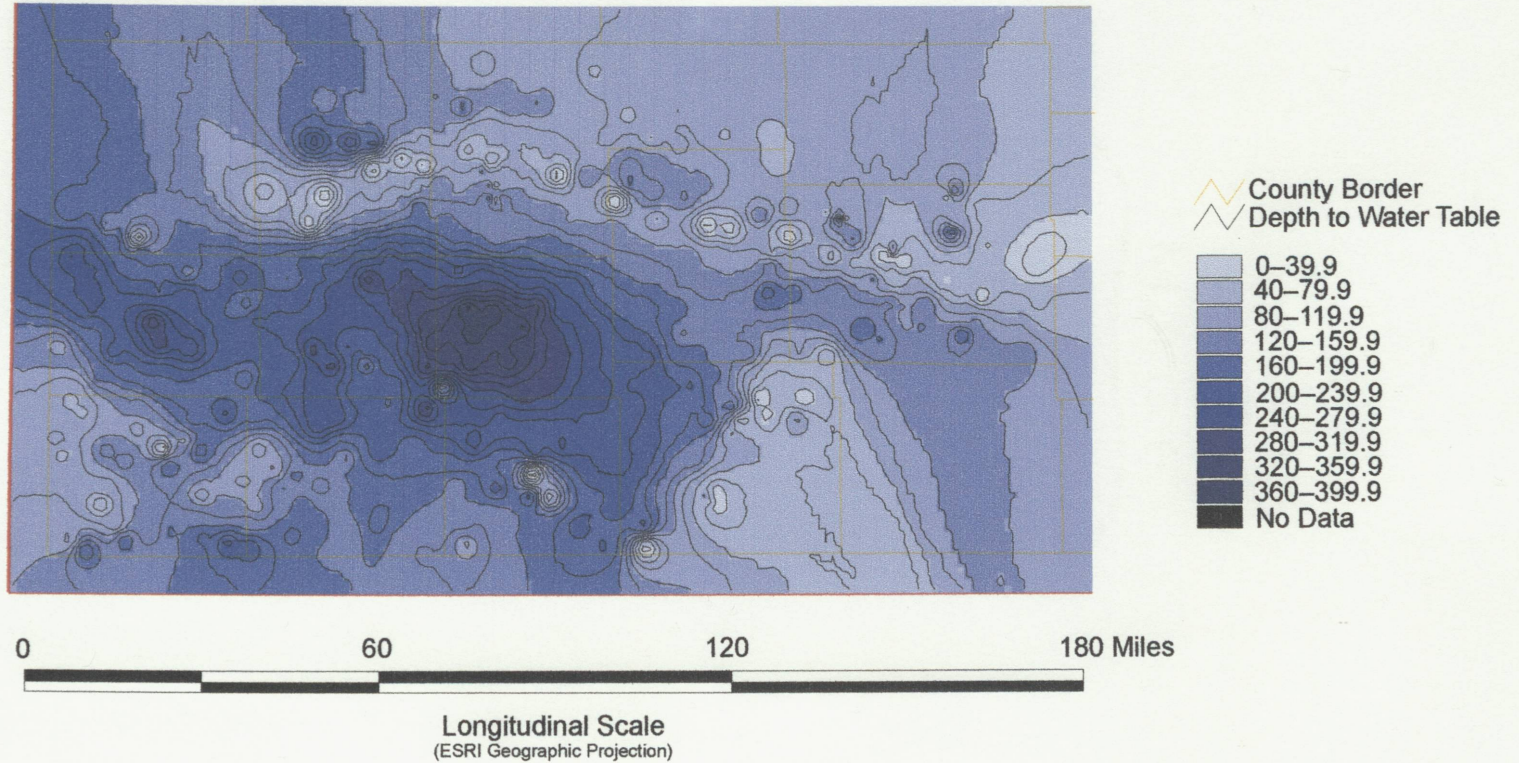 County Border
Depth to Water Table
0–39.9
40–79.9
80–119.9
120–159.9
160–199.9
200–239.9
240–279.9
280–319.9
320–359.9
360–399.9
No Data
0 60 120 180 Miles
Longitudinal Scale
(ESRI Geographic Projection)